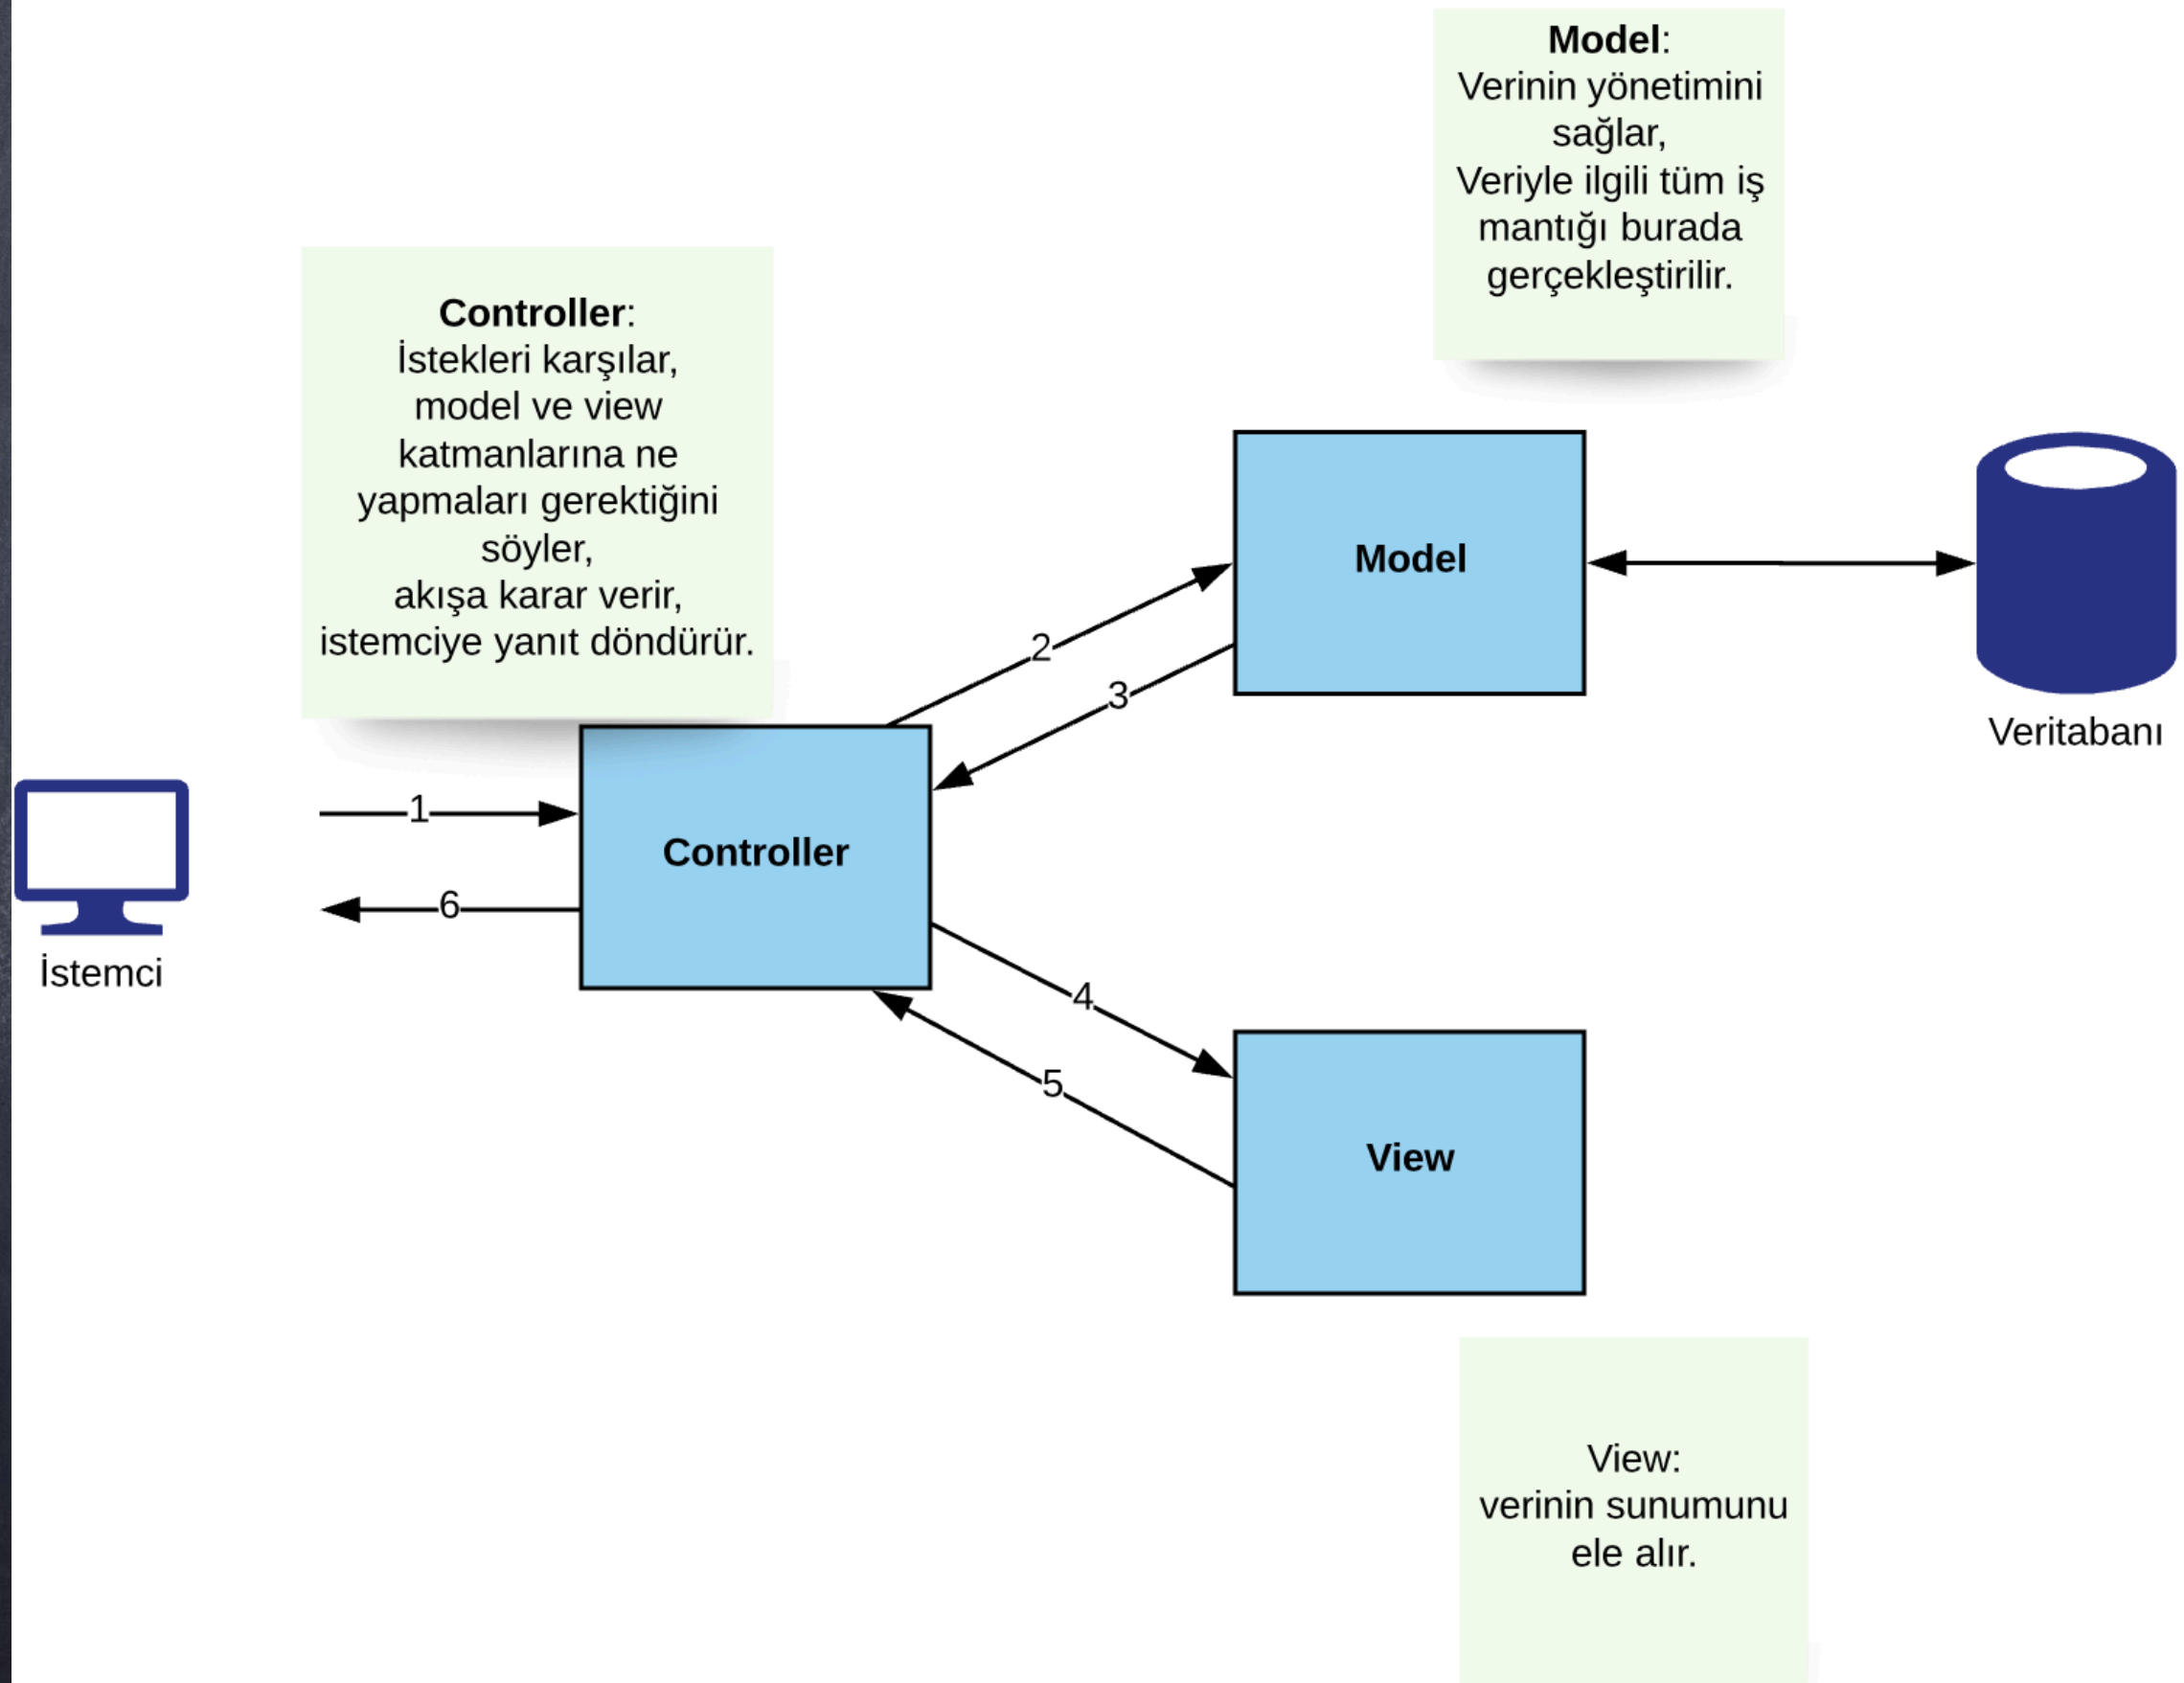 Model:
Verinin yönetimini
sağlar,
Veriyle ilgili tüm iş
mantığı burada
gerçekleştirilir.
Controller:
İstekleri karşılar,
model ve view
katmanlarına ne
yapmaları gerektiğini
söyler,
akışa karar verir,
istemciye yanıt döndürür.
Model
2
3
Veritabanı
1
Controller
6
İstemci
4
5
View
View:
verinin sunumunu
ele alır.